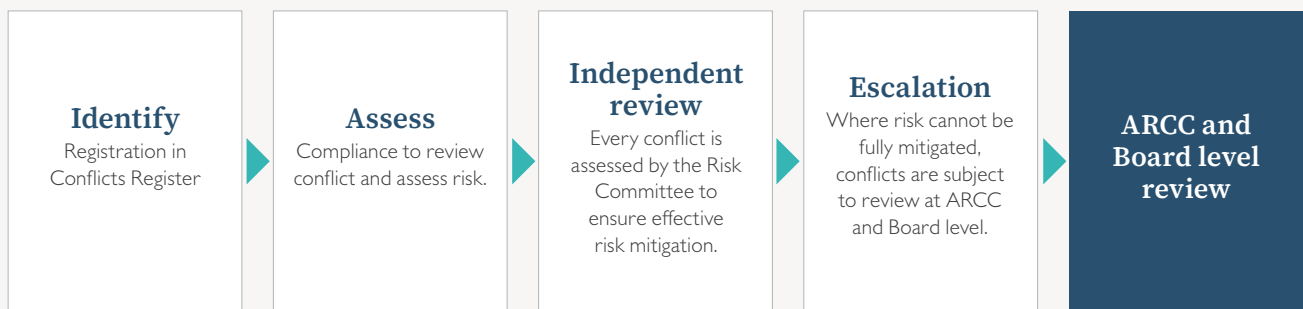 Identify
Registration in
Conflicts Register
Assess
Compliance to review
conflict and assess risk.
Independent
review
Every conflict is
assessed by the Risk
Committee to
ensure effective
risk mitigation.
Escalation
Where risk cannot be
fully mitigated,
conflicts are subject
to review at ARCC
and Board level.
ARCC and
Board level
review